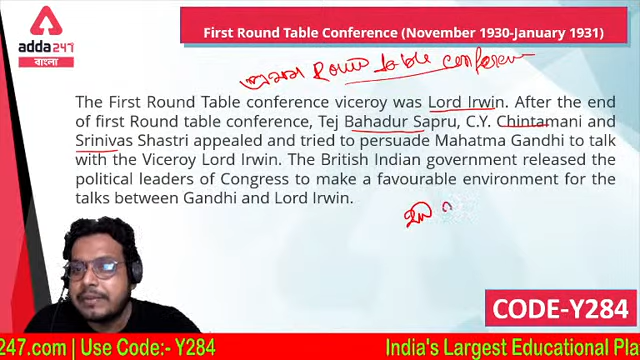 adda247
বাংলা
First Round Table Conference (November 1930-January 1931)
Round table conference
The First Round Table conference viceroy was Lord Irwin. After the end
of first Round table conference, Tej Bahadur Sapru, C.Y. Chintamani and
Srinivas Shastri appealed and tried to persuade Mahatma Gandhi to talk
with the Viceroy Lord Irwin. The British Indian government released the
political leaders of Congress to make a favourable environment for the
talks between Gandhi and Lord Irwin.
CODE-Y284
247.com | Use Code:- Y284
India's Largest Educational Pla